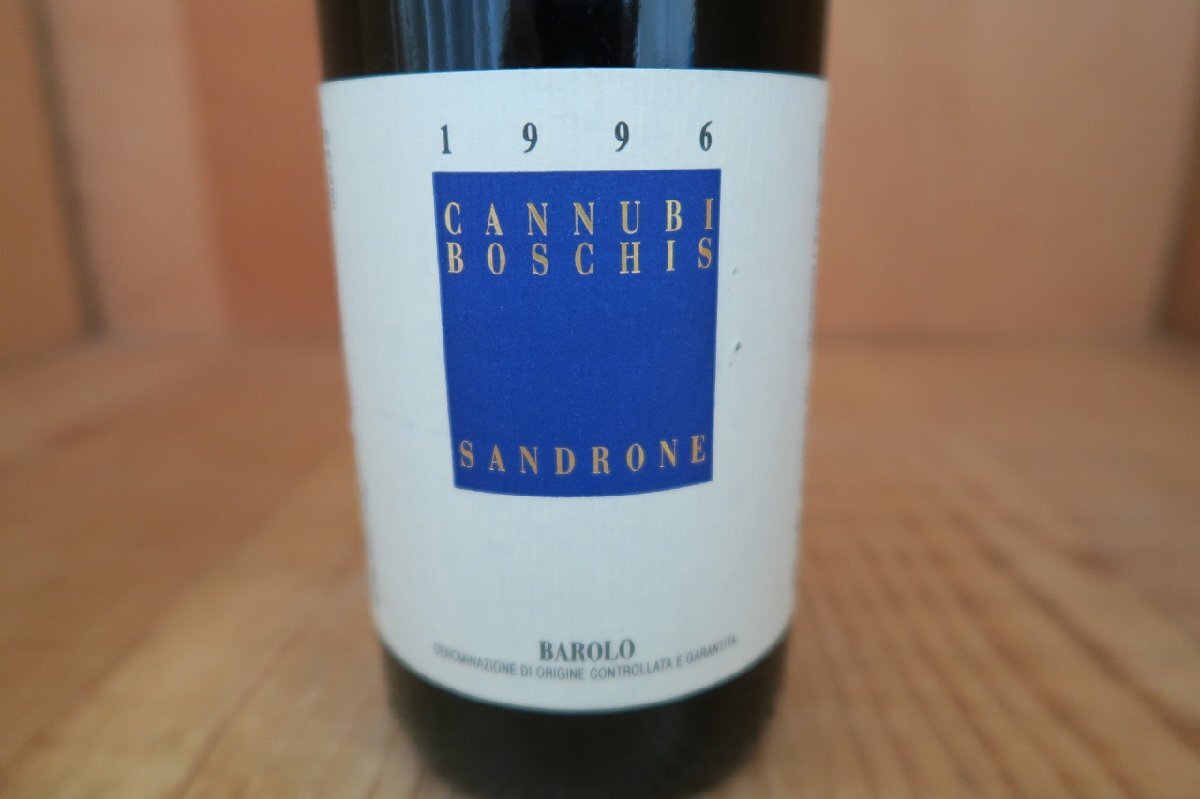 1996
CANNUBI
BOSCHIS
SANDRONE
BAROLO
DENOMINAZIONE DI ORIGINE CONTROLLATA E GARANTITA